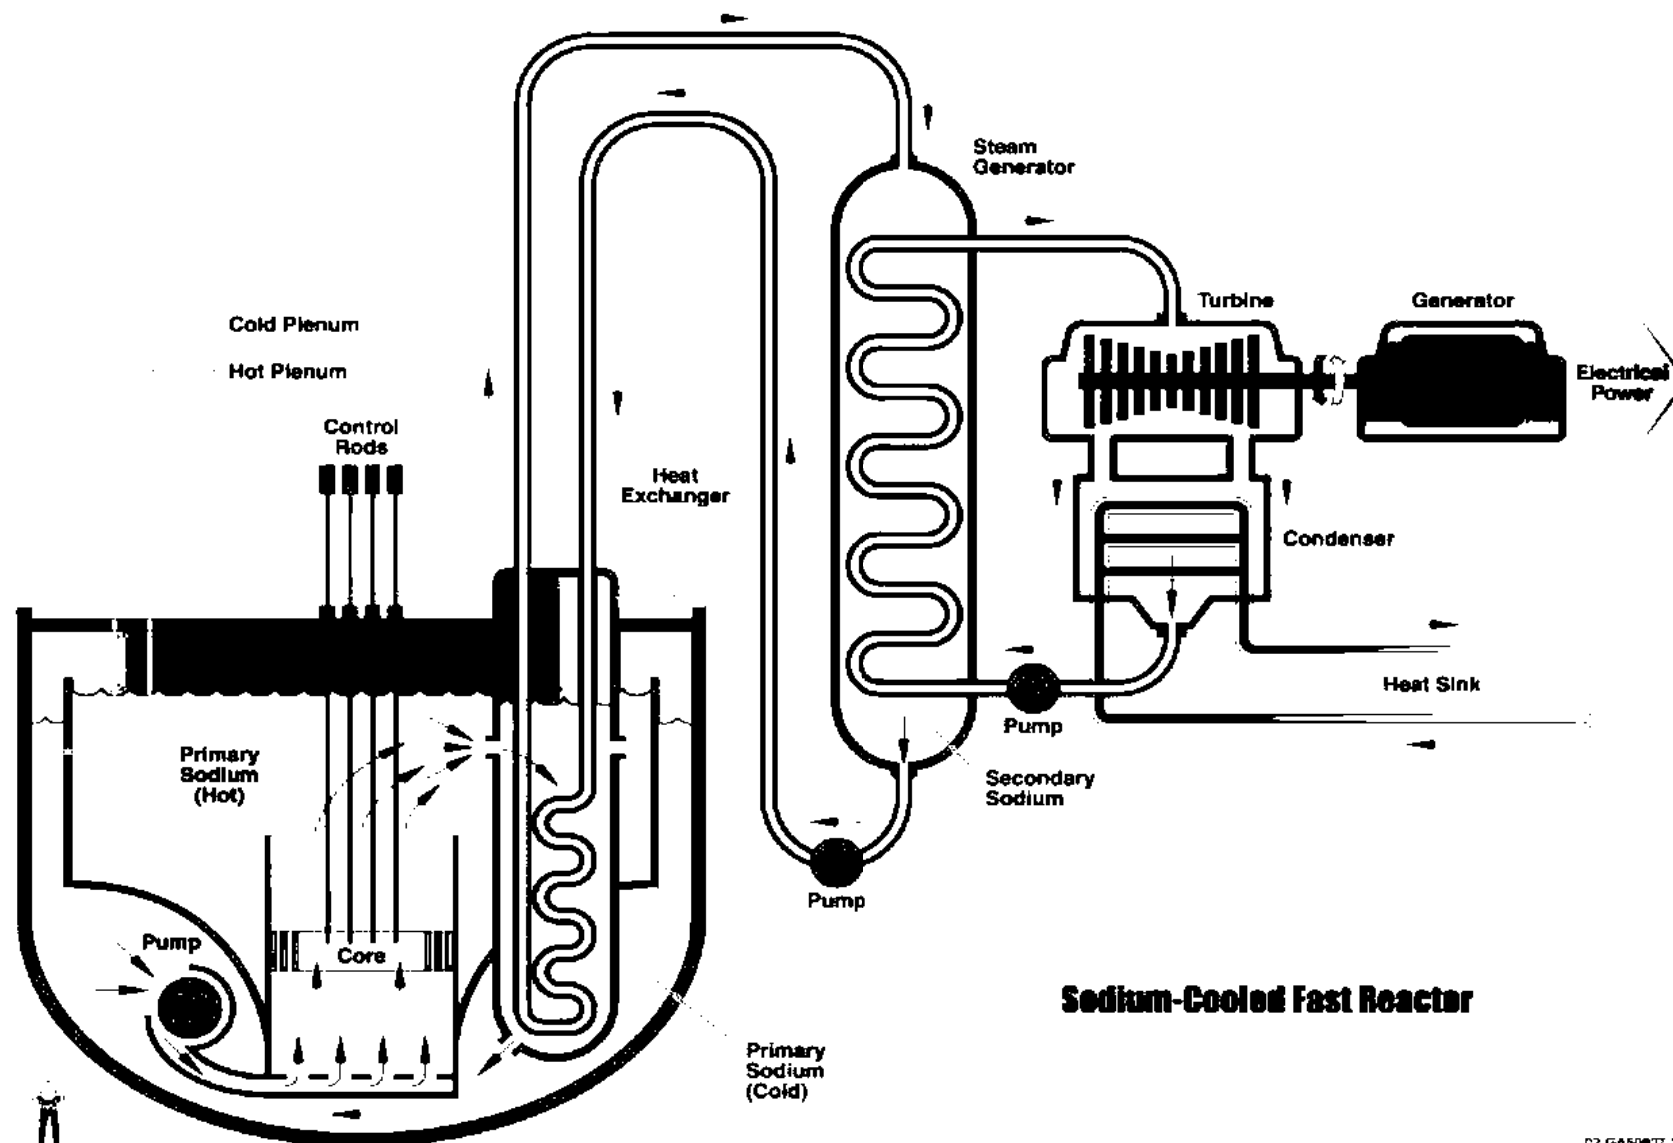 Steam
Generator
Cold Plenum
Hot Plenum
Control
Rods
Heat
Exchanger
Turbine
Generator
Electrical
Power
Condenser
Heat Sink
Pump
Primary
Sodium
(Hot)
Secondary
Sodium
Pump
Pump
Core
Primary
Sodium
(Cold)
Sodium-Cooled Fast Reactor